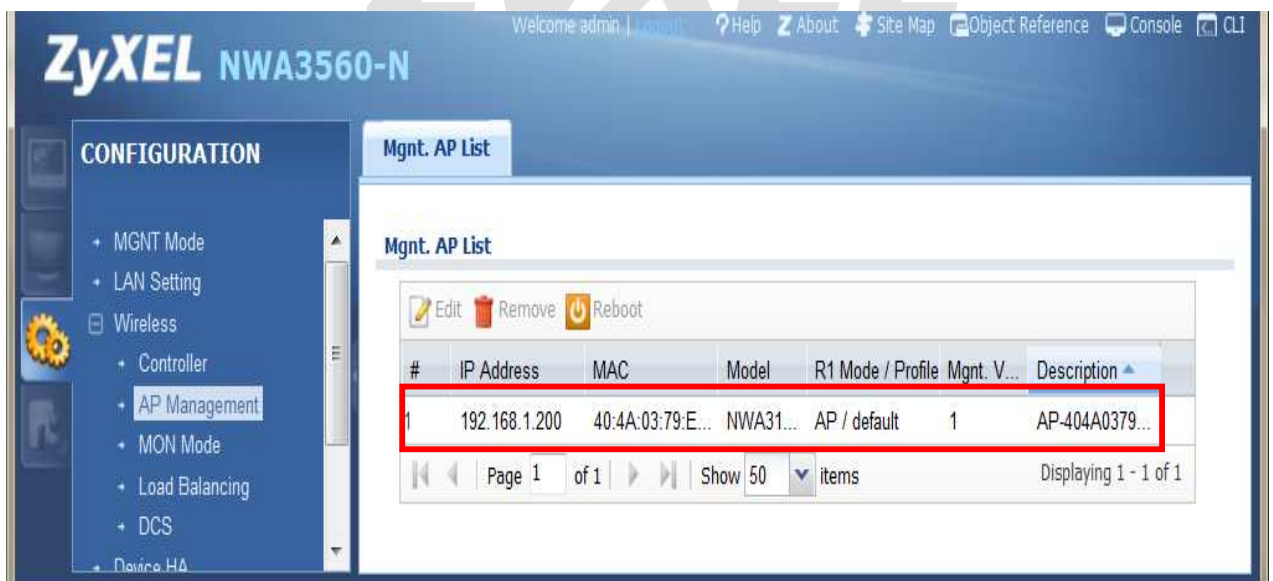 Welcome admin | Logout ?Help Z About Site Map Object Reference Console CLI
ZyXEL NWA3560-N
CONFIGURATION
MGNT Mode
LAN Setting
Wireless
Controller
AP Management
MON Mode
Load Balancing
DCS
Device HA
Mgnt. AP List
Mgnt. AP List
Edit Remove Reboot
# IP Address MAC Model R1 Mode / Profile Mgnt. V... Description
1 192.168.1.200 40:4A:03:79:E... NWA31... AP / default 1 AP-404A0379...
Page 1 of 1 Show 50 items Displaying 1 - 1 of 1